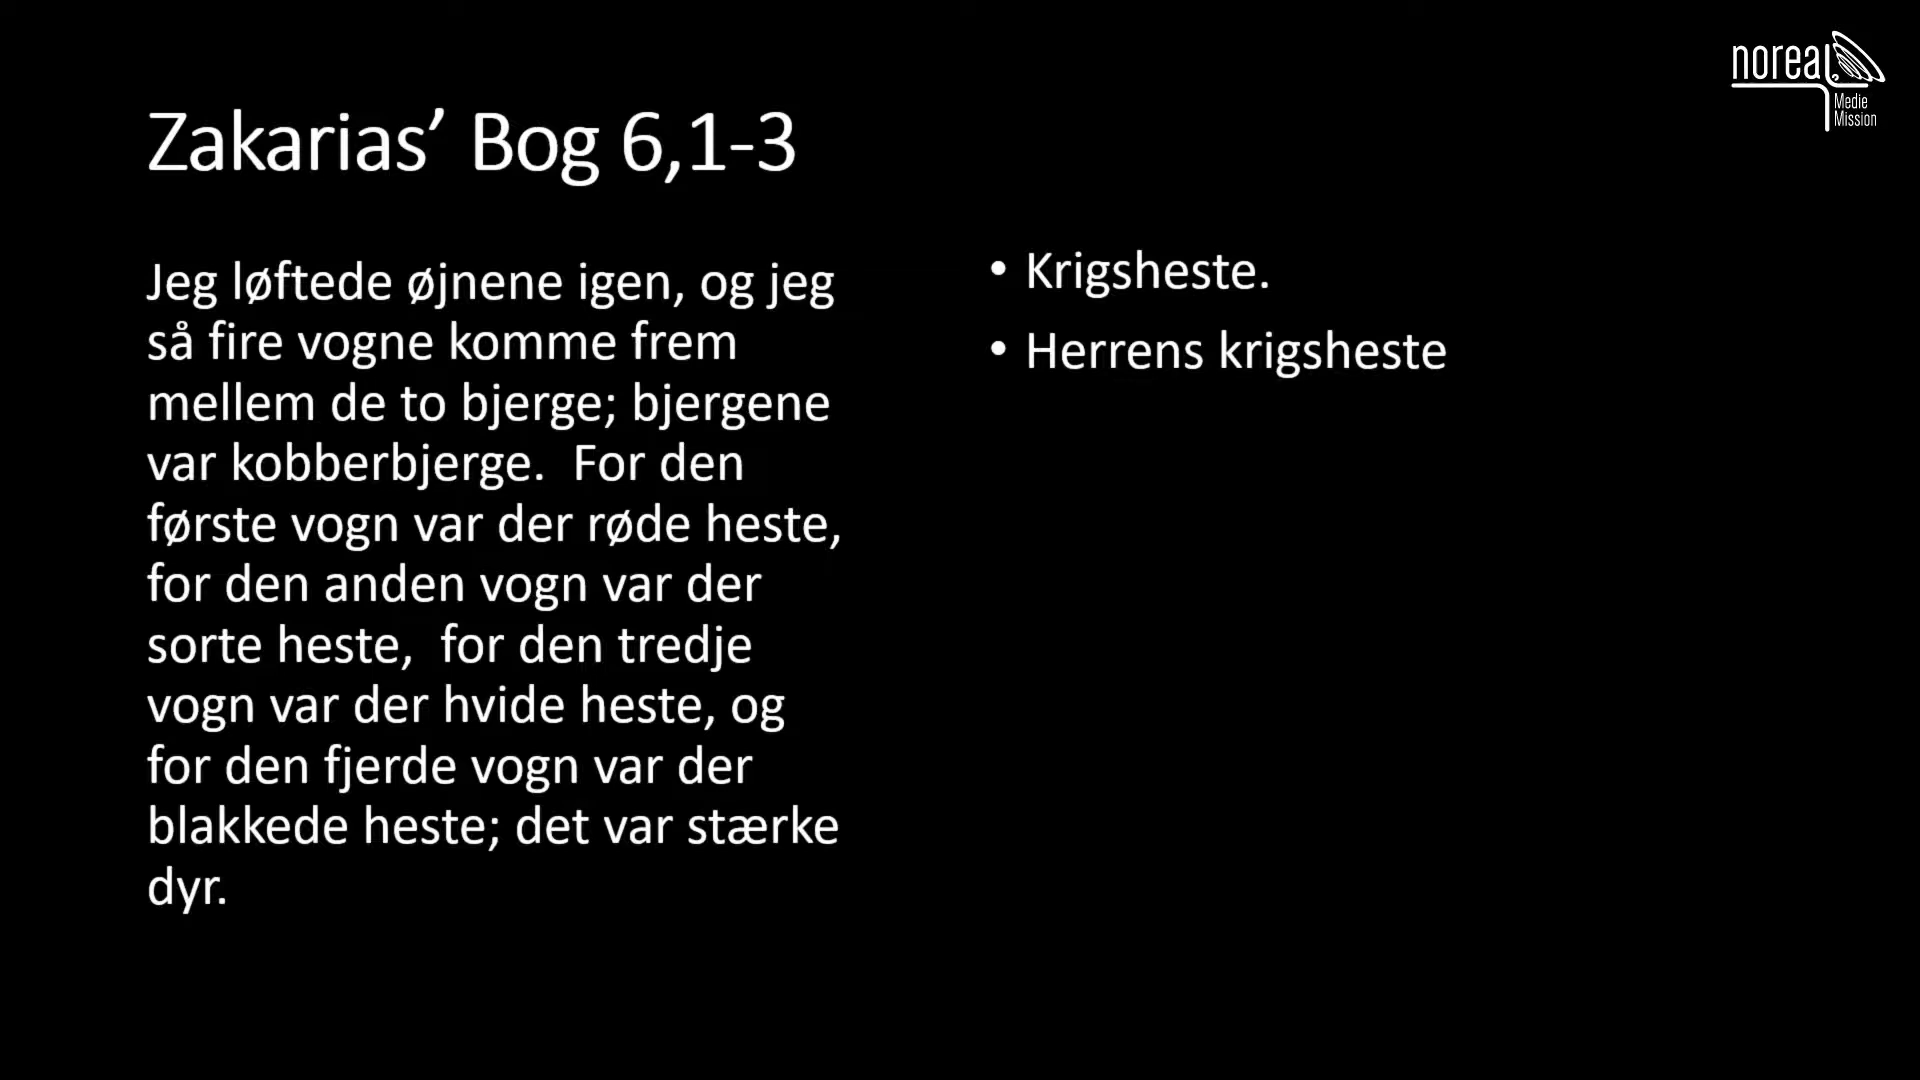 norea
Medie
Mission
Zakarias’ Bog 6,1-3
Jeg løftede øjnene igen, og jeg
så fire vogne komme frem
mellem de to bjerge; bjergene
var kobberbjerge.  For den
første vogn var der røde heste,
for den anden vogn var der
sorte heste,  for den tredje
vogn var der hvide heste, og
for den fjerde vogn var der
blakkede heste; det var stærke
dyr.
• Krigsheste.
• Herrens krigsheste